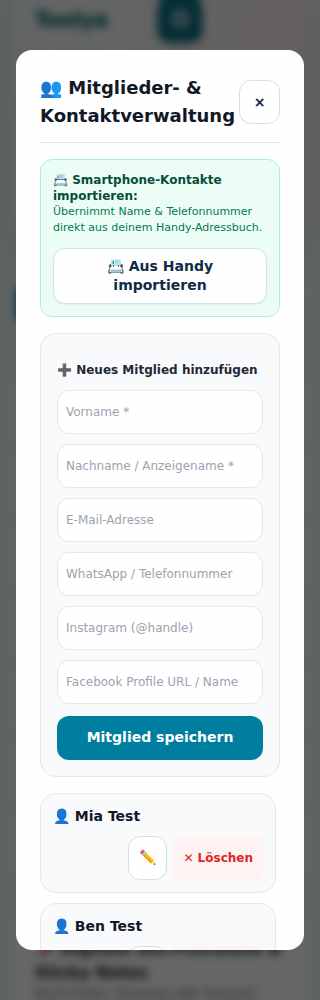 👥 Mitglieder- &
Kontaktverwaltung
×
📇 Smartphone-Kontakte
importieren:
Übernimmt Name & Telefonnummer
direkt aus deinem Handy-Adressbuch.
📇 Aus Handy
importieren
➕ Neues Mitglied hinzufügen
Vorname *
Nachname / Anzeigename *
E-Mail-Adresse
WhatsApp / Telefonnummer
Instagram (@handle)
Facebook Profile URL / Name
Mitglied speichern
👤 Mia Test
✏️
× Löschen
👤 Ben Test
Sticky Notes